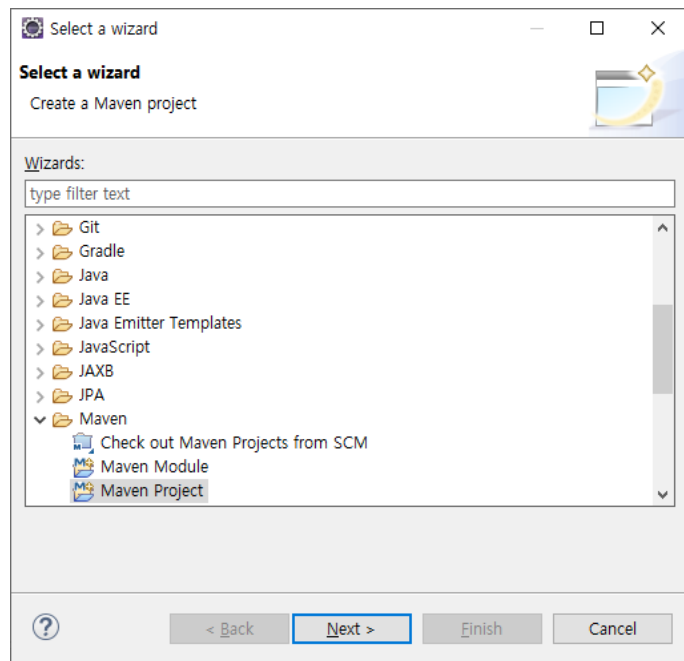 Select a wizard
Select a wizard
Create a Maven project
Wizards:
type filter text
Git
Gradle
Java
Java EE
Java Emitter Templates
JavaScript
JAXB
JPA
Maven
Check out Maven Projects from SCM
Maven Module
Maven Project
? < Back Next > Finish Cancel